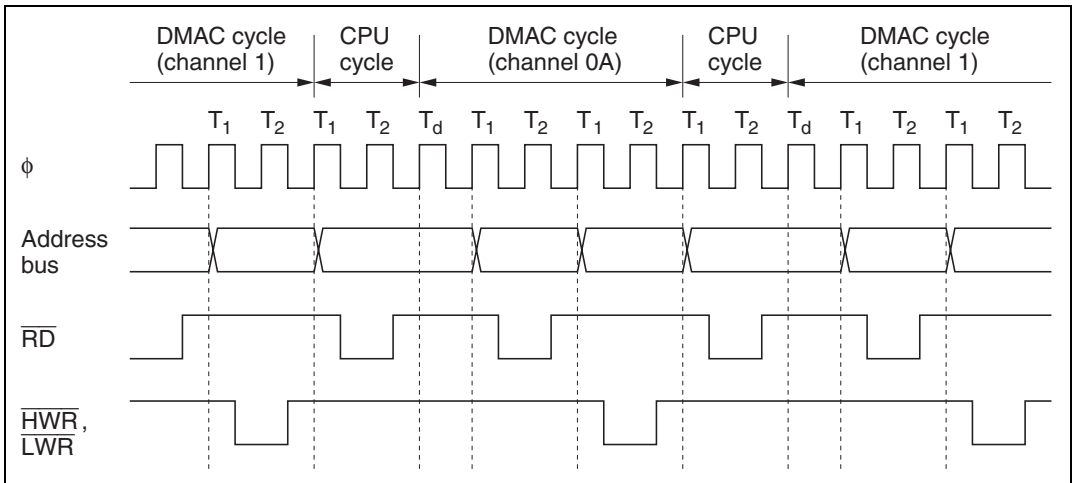 DMAC cycle
(channel 1)
CPU
cycle
DMAC cycle
(channel 0A)
CPU
cycle
DMAC cycle
(channel 1)
T1 T2 T1 T2 Td T1 T2 T1 T2 T1 T2 Td T1 T2 T1 T2
φ
Address
bus
RD
HWR,
LWR